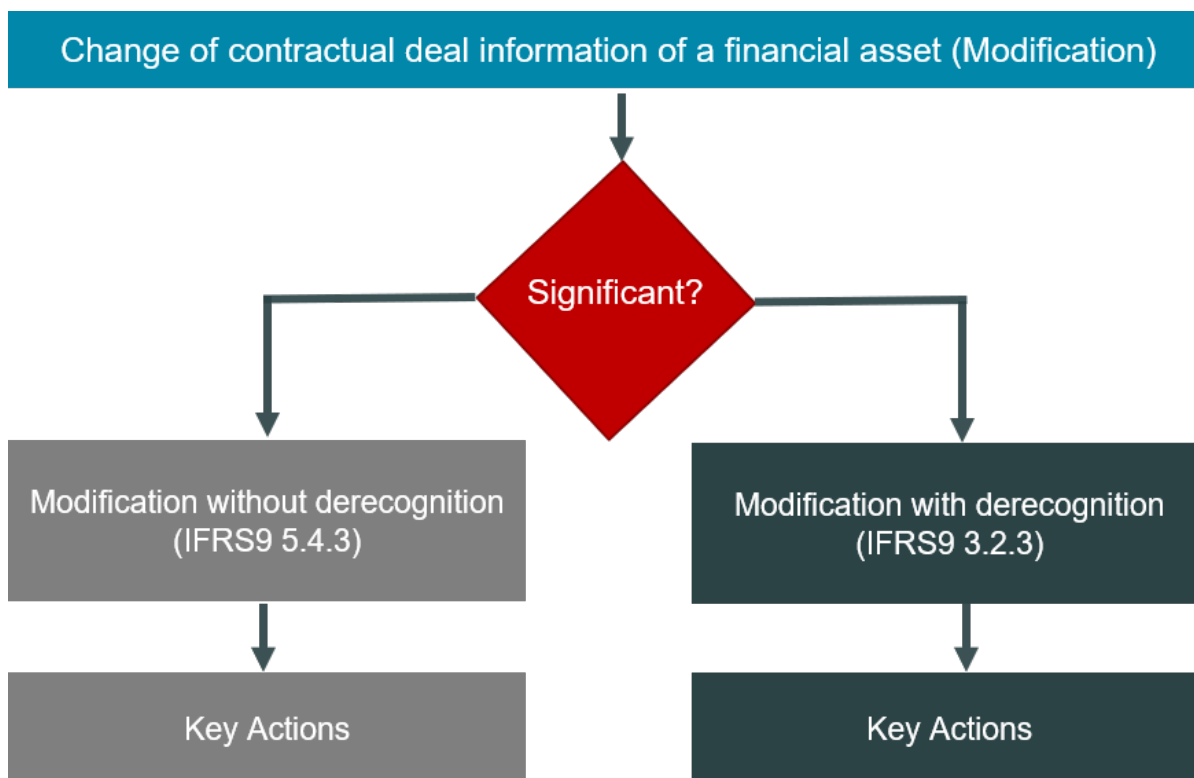 Change of contractual deal information of a financial asset (Modification)
Significant?
Modification without derecognition
(IFRS9 5.4.3)
Modification with derecognition
(IFRS9 3.2.3)
Key Actions
Key Actions